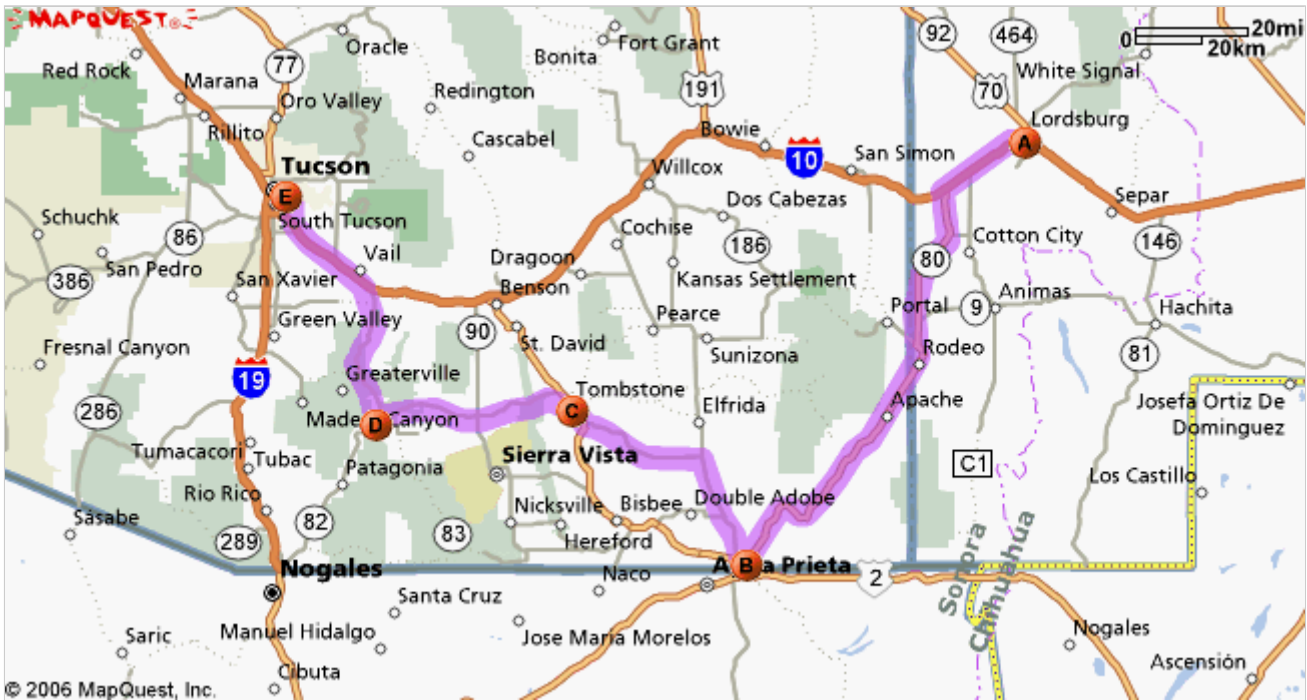 MAPQUEST®
Oracle
Bonita
Fort Grant
92
464
20mi
0
20km
Red Rock
Marana
77
Oro Valley
Redington
191
70
White Signal
Rillito
Cascabel
Bowie
Lordsburg
A
Tucson
E
Willcox
10
San Simon
Separ
Schuchk
South Tucson
Dos Cabezas
86
Vail
Cochise
186
Cotton City
146
San Pedro
386
San Xavier
Dragoon
Benson
Kansas Settlement
80
Animas
Hachita
9
Portal
Green Valley
90
St. David
Pearce
Sunizona
Rodeo
81
Fresnal Canyon
Greaterville
19
Tombstone
C
286
Madera Canyon
D
Elfrida
Apache
Josefa Ortiz De
Dominguez
Tumacacori
Tubac
Patagonia
Sierra Vista
C1
Los Castillo
Rio Rico
Nicksville
Bisbee
Double Adobe
Sasabe
289
82
83
Hereford
Sonora
Chihuahua
Nogales
Naco
Agua Prieta
B
2
Santa Cruz
Saric
Manuel Hidalgo
Jose Maria Morelos
Nogales
Cibuta
Ascensión
© 2006 MapQuest, Inc.